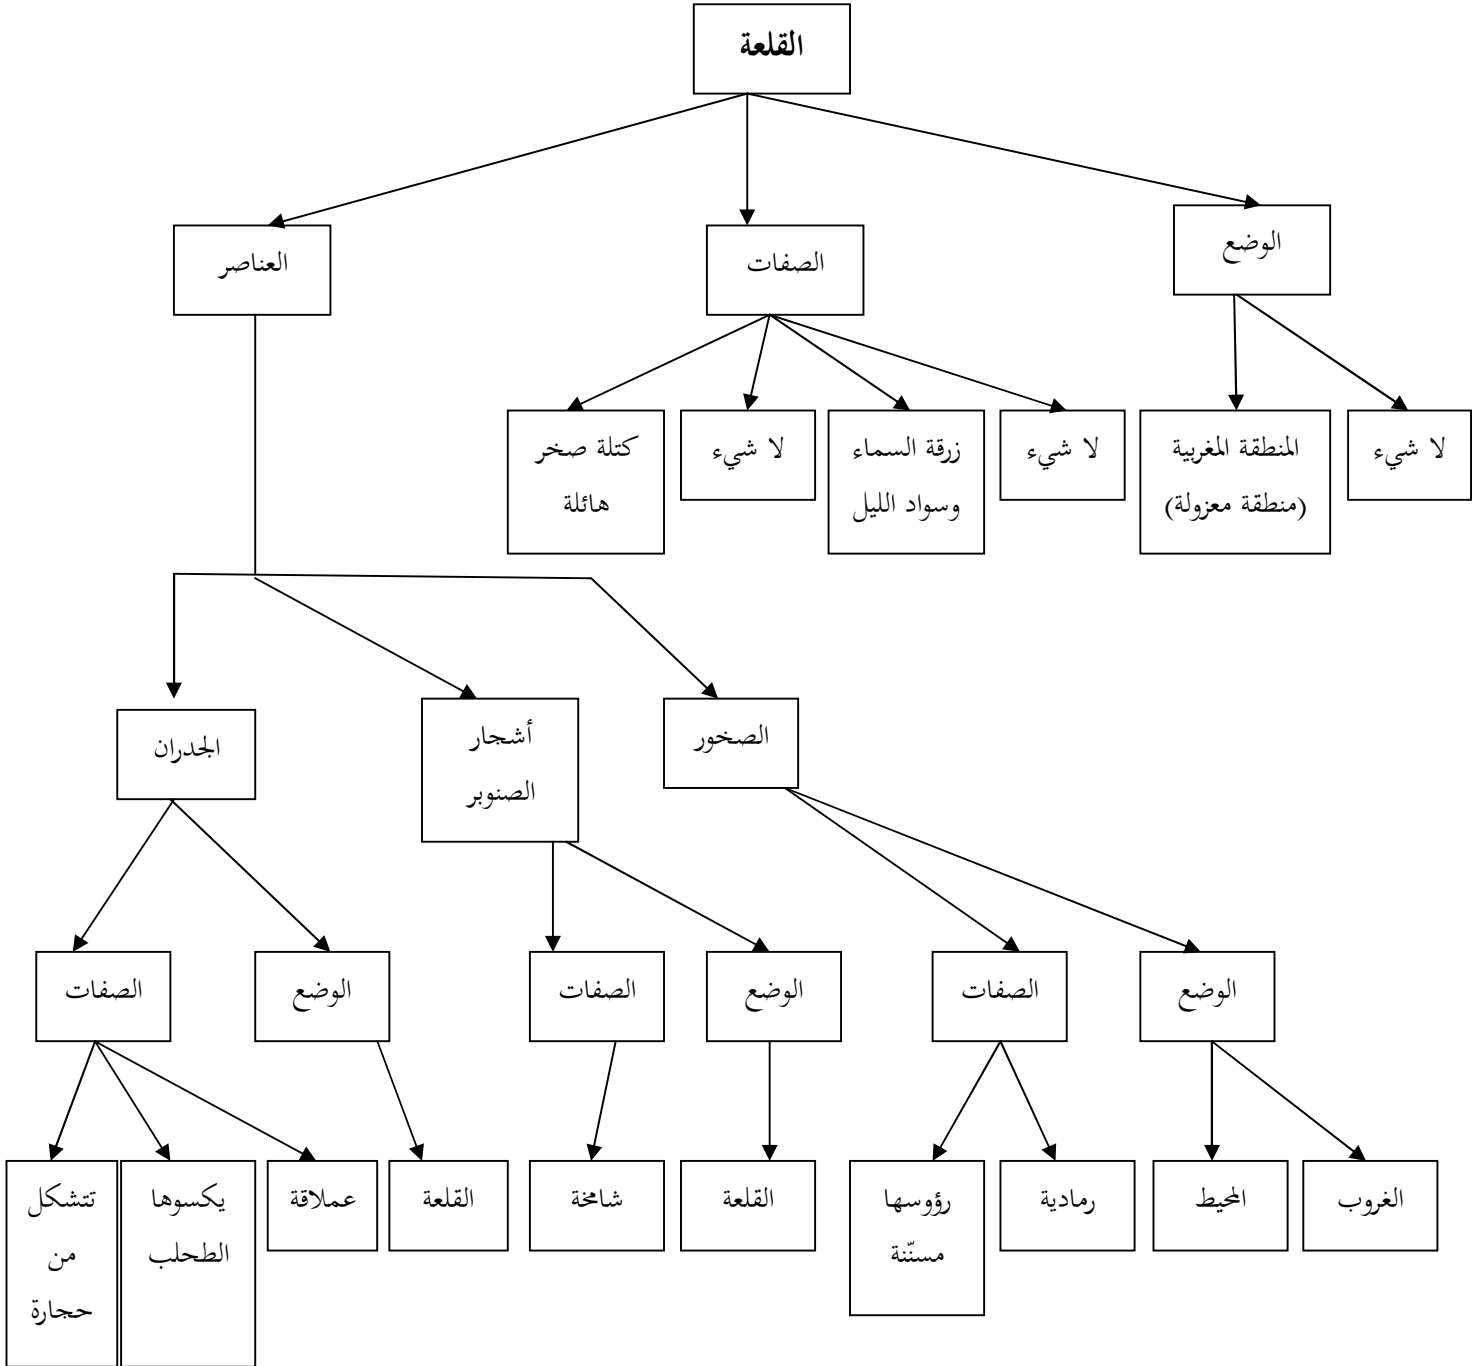 القلعة
الوضع
الصفات
العناصر
لا شيء
المنطقة المغربية
(منطقة معزولة)
لا شيء
زرقة السماء
وسواد الليل
لا شيء
كتلة صخر
هائلة
الصخور
أشجار
الصنوبر
الجدران
الوضع
الصفات
الوضع
الصفات
الوضع
الصفات
الغروب
المحيط
رمادية
رؤوسها
مسنّنة
القلعة
شامخة
القلعة
عملاقة
يكسوها
الطحلب
تتشكل
من
حجارة